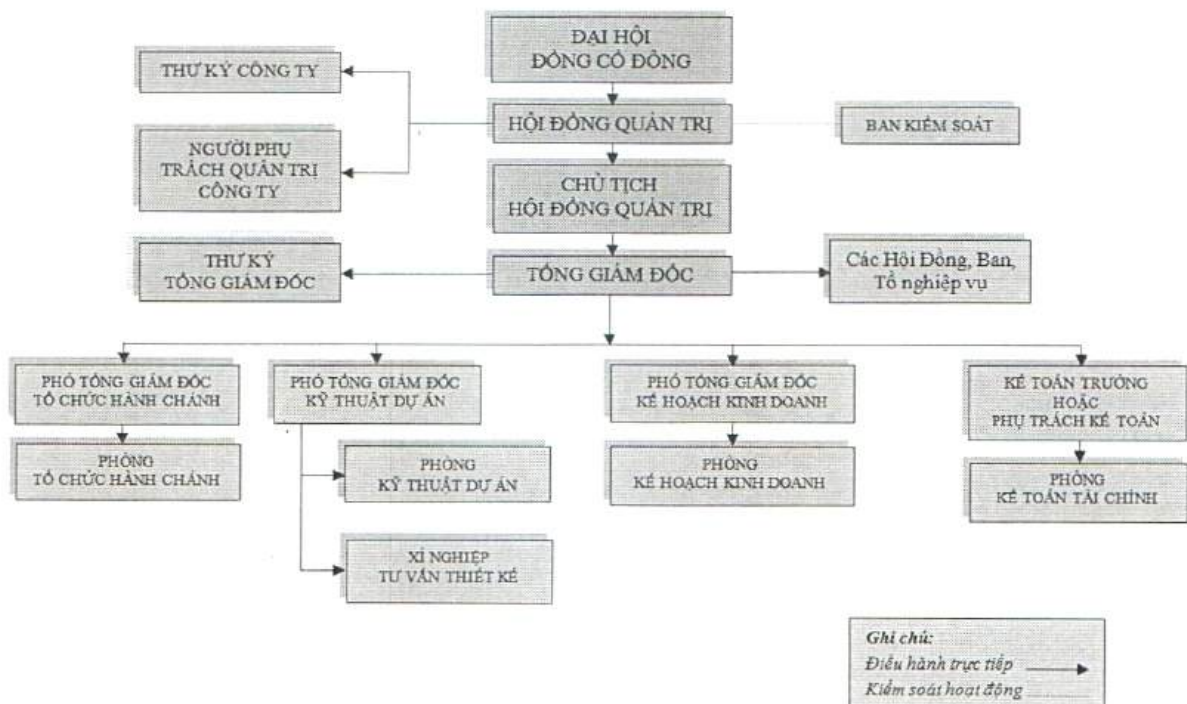 ĐẠI HỘI
ĐỒNG CỔ ĐÔNG
THƯ KÝ CÔNG TY
HỘI ĐỒNG QUẢN TRỊ
BAN KIỂM SOÁT
NGƯỜI PHỤ
TRÁCH QUẢN TRỊ
CÔNG TY
CHỦ TỊCH
HỘI ĐỒNG QUẢN TRỊ
THƯ KÝ
TỔNG GIÁM ĐỐC
TỔNG GIÁM ĐỐC
Các Hội Đồng, Ban,
Tổ nghiệp vụ
PHÓ TỔNG GIÁM ĐỐC
TỔ CHỨC HÀNH CHÁNH
PHÓ TỔNG GIÁM ĐỐC
KỸ THUẬT DỰ ÁN
PHÓ TỔNG GIÁM ĐỐC
KẾ HOẠCH KINH DOANH
KẾ TOÁN TRƯỞNG
HOẶC
PHỤ TRÁCH KẾ TOÁN
PHÒNG
TỔ CHỨC HÀNH CHÁNH
PHÒNG
KỸ THUẬT DỰ ÁN
PHÒNG
KẾ HOẠCH KINH DOANH
PHÒNG
KẾ TOÁN TÀI CHÍNH
XÍ NGHIỆP
TƯ VẤN THIẾT KẾ
Ghi chú:
Điều hành trực tiếp
Kiểm soát hoạt động